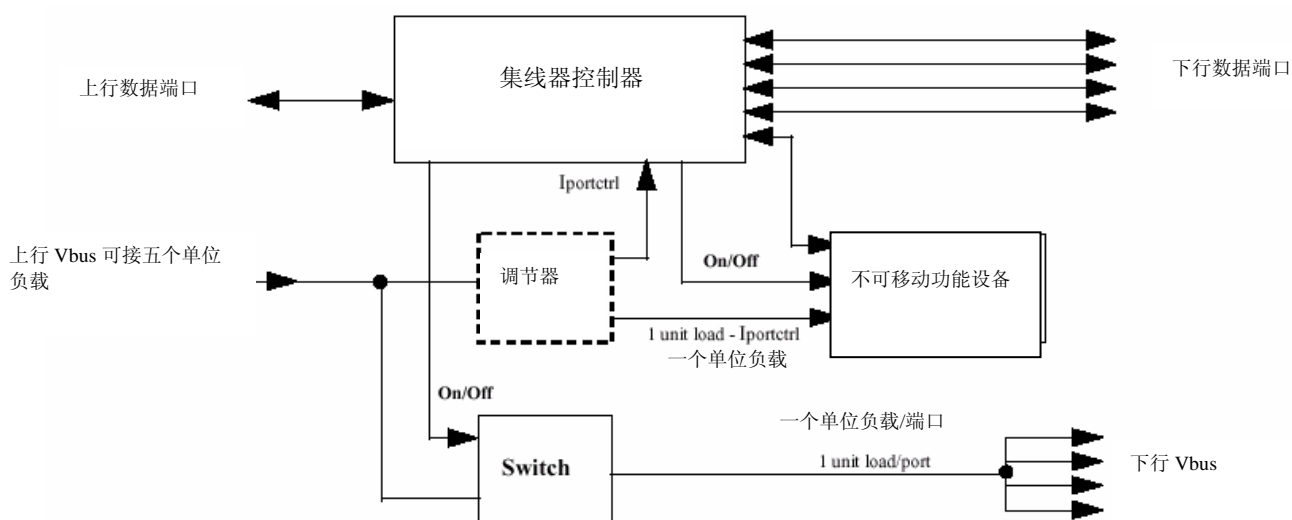 集线器控制器
上行数据端口
下行数据端口
Iportctrl
上行 Vbus 可接五个单位
负载
调节器
On/Off
不可移动功能设备
1 unit load - Iportctrl
一个单位负载
On/Off
Switch
一个单位负载/端口
1 unit load/port
下行 Vbus